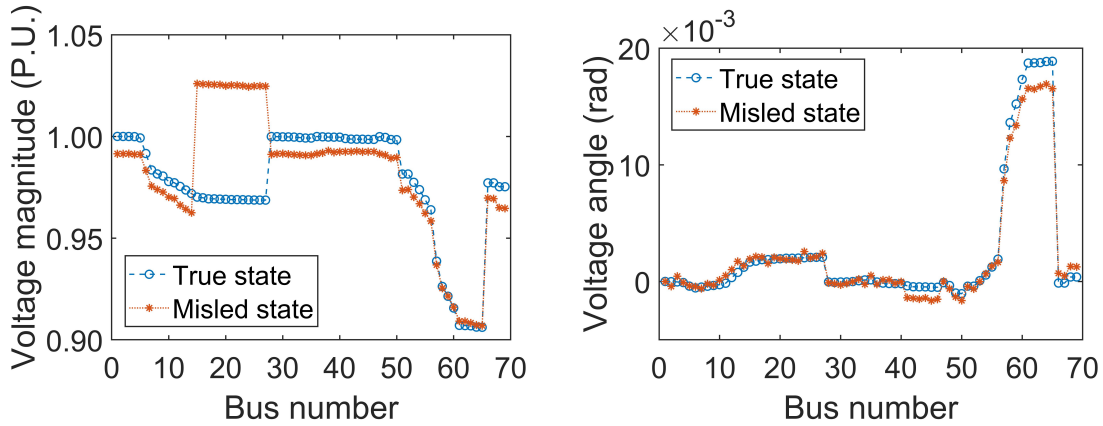 Voltage magnitude (P.U.)
1.05
1.00
0.95
0.90
True state
Misled state
0 10 20 30 40 50 60 70
Bus number
Voltage angle (rad)
×10⁻³
20
10
0
True state
Misled state
0 10 20 30 40 50 60 70
Bus number